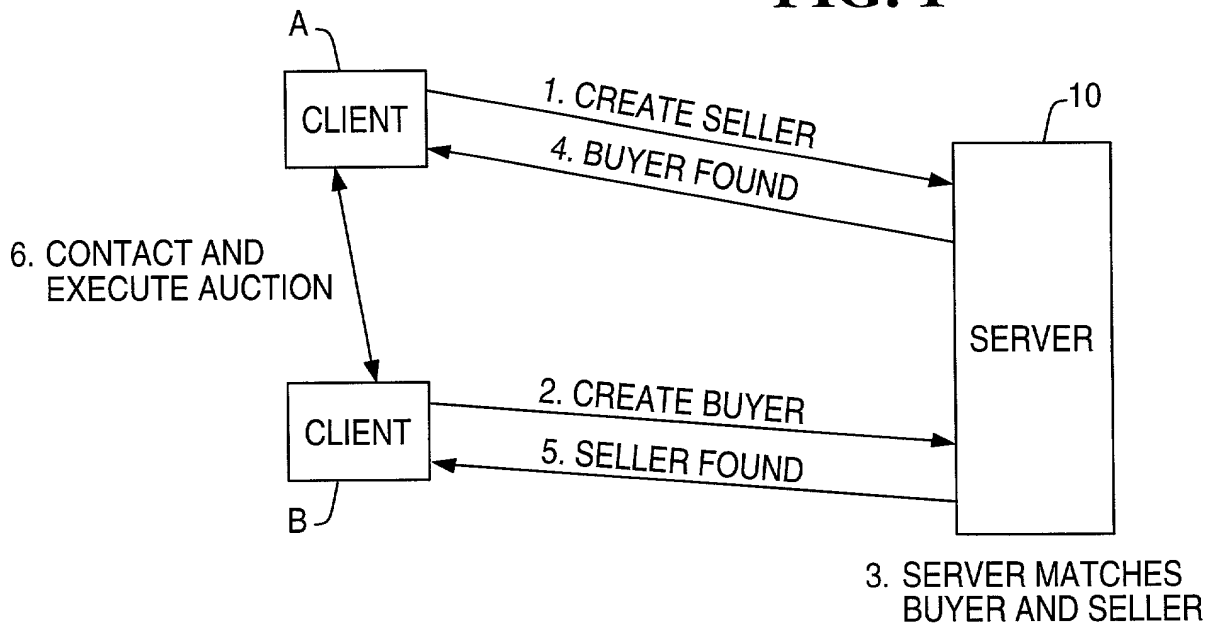 FIG. 1
A
CLIENT
1. CREATE SELLER
4. BUYER FOUND
10
6. CONTACT AND
EXECUTE AUCTION
SERVER
CLIENT
2. CREATE BUYER
5. SELLER FOUND
B
3. SERVER MATCHES
BUYER AND SELLER